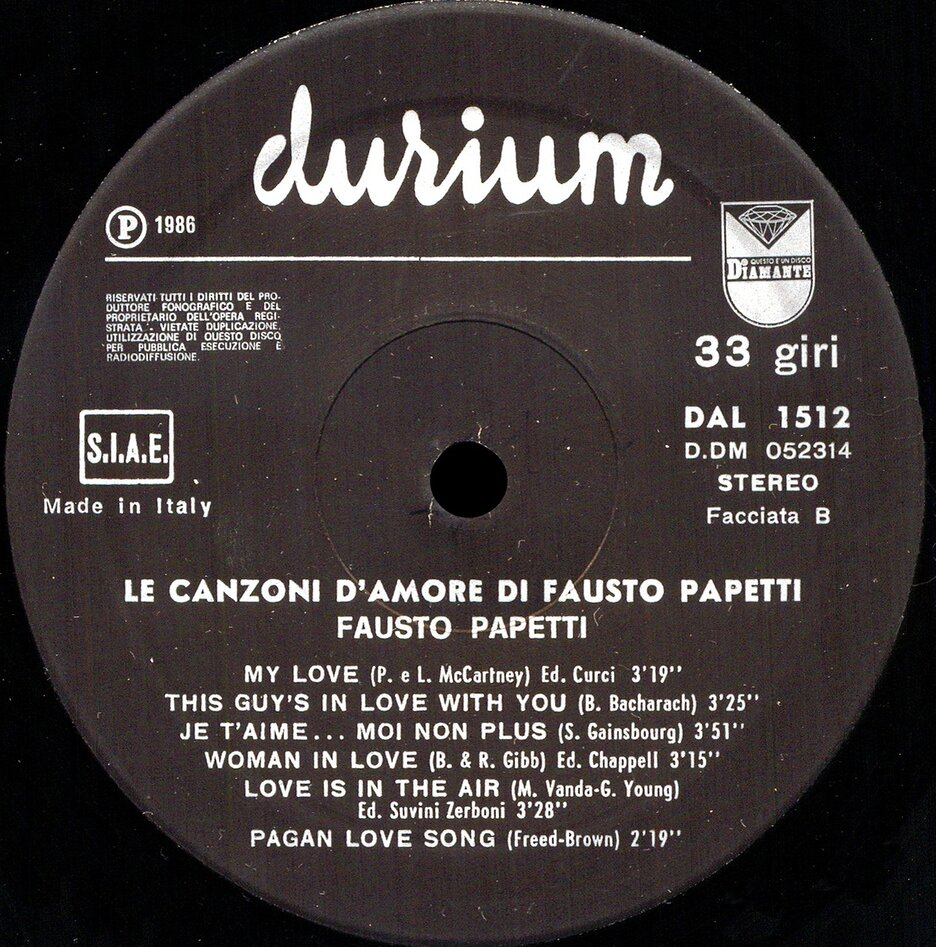 durium
P 1986
QUESTO È UN DISCO
DIAMANTE
RISERVATI TUTTI I DIRITTI DEL PRO-
DUTTORE FONOGRAFICO E DEL
PROPRIETARIO DELL'OPERA REGI-
STRATA - VIETATE DUPLICAZIONE,
UTILIZZAZIONE DI QUESTO DISCO
PER PUBBLICA ESECUZIONE E
RADIODIFFUSIONE.
33 giri
S.I.A.E.
Made in Italy
DAL 1512
D.DM 052314
STEREO
Facciata B
LE CANZONI D'AMORE DI FAUSTO PAPETTI
FAUSTO PAPETTI
MY LOVE (P. e L. McCartney) Ed. Curci 3'19''
THIS GUY'S IN LOVE WITH YOU (B. Bacharach) 3'25''
JE T'AIME... MOI NON PLUS (S. Gainsbourg) 3'51''
WOMAN IN LOVE (B. & R. Gibb) Ed. Chappell 3'15''
LOVE IS IN THE AIR (M. Vanda-G. Young)
Ed. Suvini Zerboni 3'28''
PAGAN LOVE SONG (Freed-Brown) 2'19''